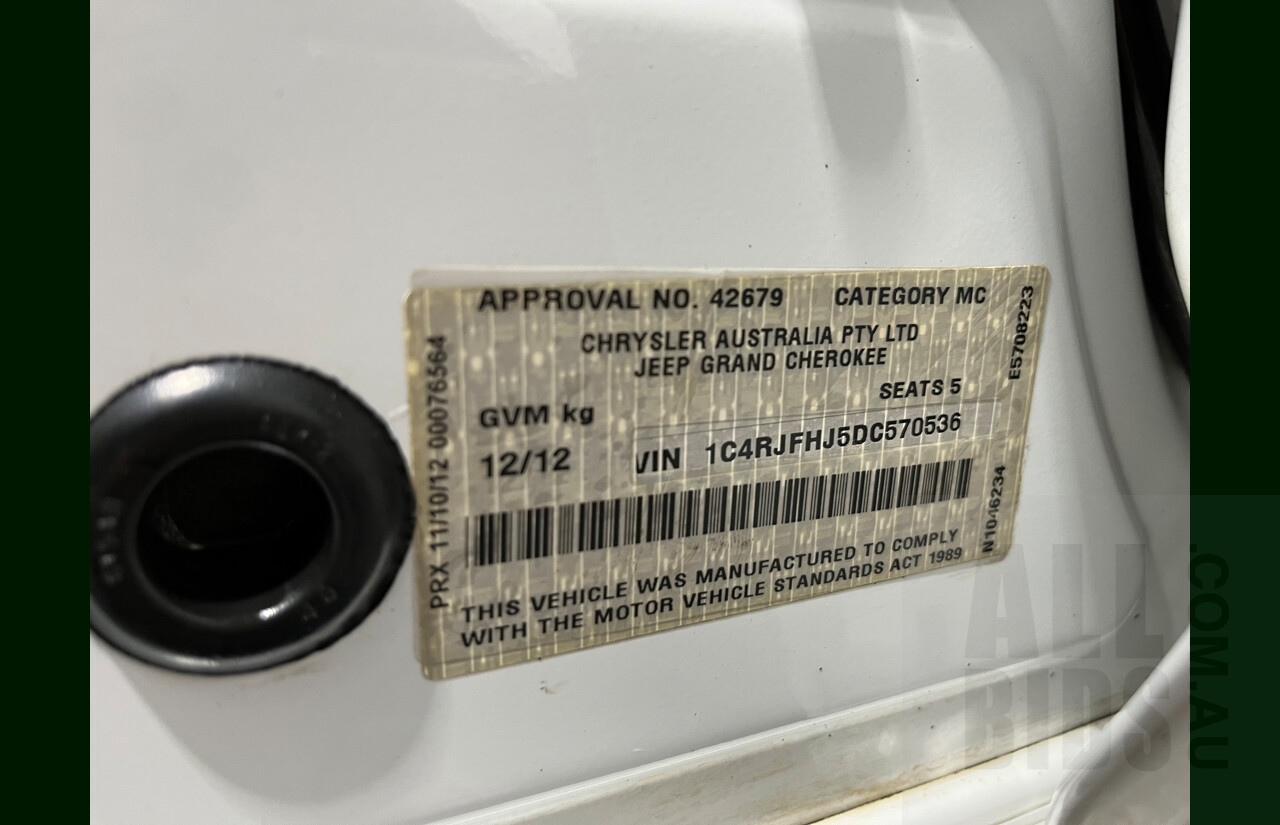 APPROVAL NO. 42679 CATEGORY MC
CHRYSLER AUSTRALIA PTY LTD
JEEP GRAND CHEROKEE
SEATS 5
GVM kg
12/12 VIN 1C4RJFHJ5DC570536
THIS VEHICLE WAS MANUFACTURED TO COMPLY
WITH THE MOTOR VEHICLE STANDARDS ACT 1989
PRX 11/10/12 00076564
E5708223
N1046234
ALL
BIDS
.COM.AU